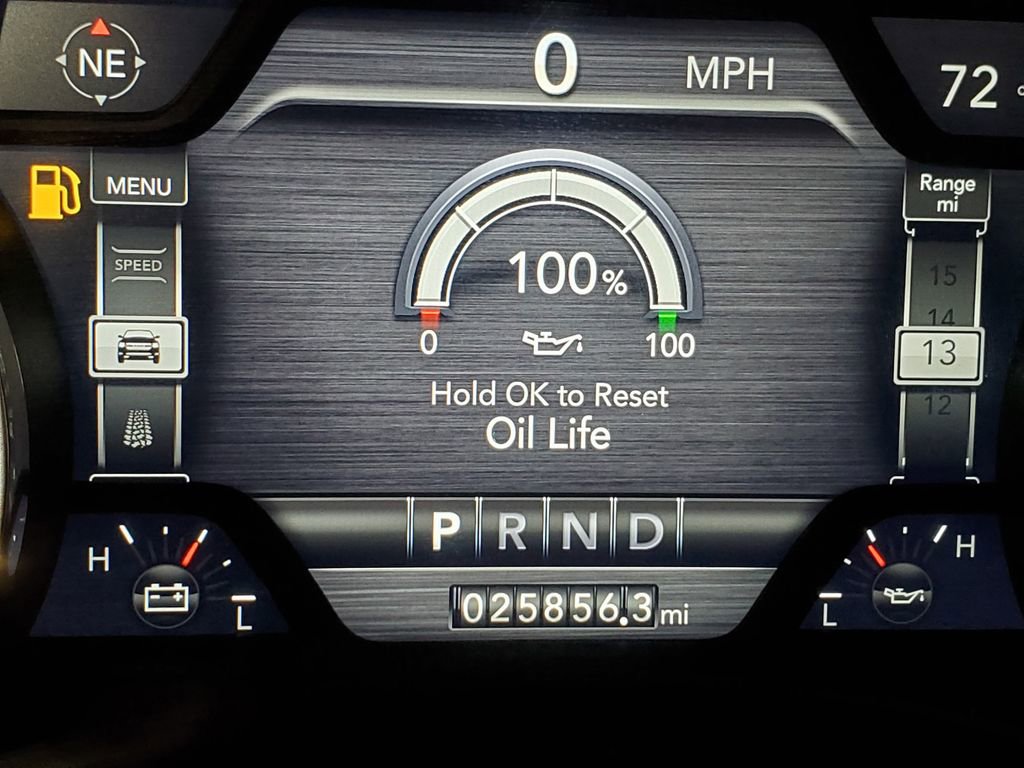 NE
0 MPH
72 °
MENU
SPEED
Range
mi
15
14
13
12
100%
0
100
Hold OK to Reset
Oil Life
P R N D
H
L
025856.3 mi
H
L